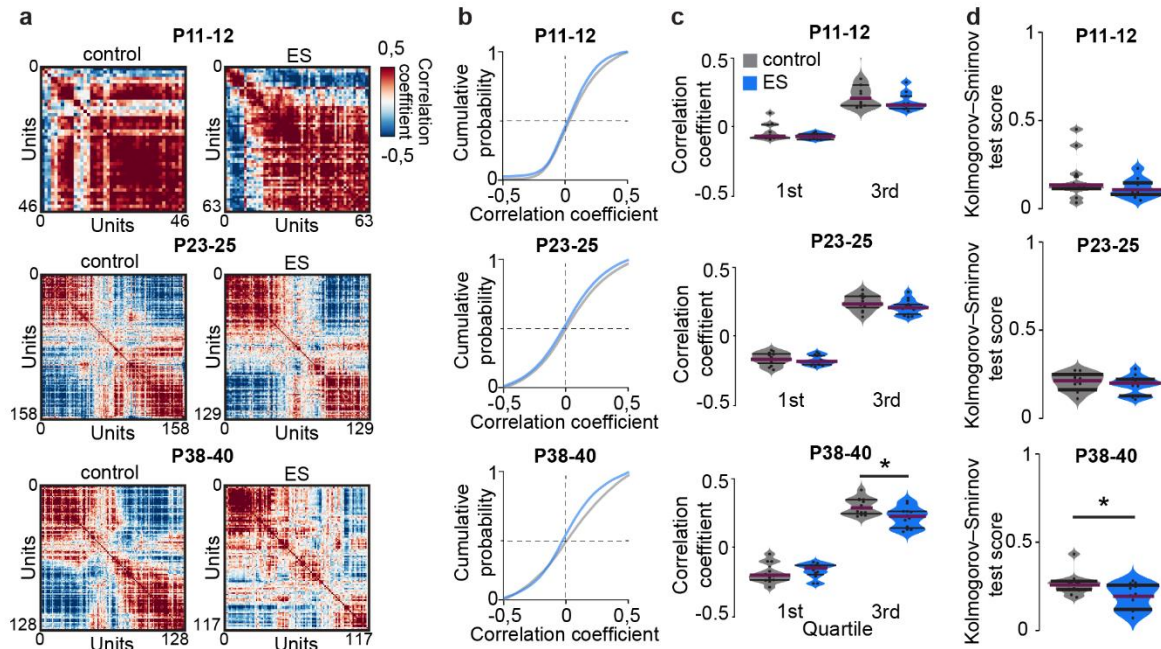 a
P11-12
control
ES
0
Units
46
0
Units
46
0
Units
63
0
Units
63
0,5
Correlation
coeffitient
-0,5
P23-25
control
ES
0
Units
158
0
Units
158
0
Units
129
0
Units
129
P38-40
control
ES
0
Units
128
0
Units
128
0
Units
117
0
Units
117
b
P11-12
1
Cumulative
probability
0
-0,5
0
0,5
Correlation coefficient
P23-25
1
Cumulative
probability
0
-0,5
0
0,5
Correlation coefficient
P38-40
1
Cumulative
probability
0
-0,5
0
0,5
Correlation coefficient
c
P11-12
control
ES
0.5
Correlation
coeffitient
0
-0.5
1st
3rd
P23-25
0.5
Correlation
coeffitient
0
-0.5
1st
3rd
P38-40
*
0.5
Correlation
coeffitient
0
-0.5
1st
3rd
Quartile
d
P11-12
1
Kolmogorov–Smirnov
test score
0.5
0
P23-25
1
Kolmogorov–Smirnov
test score
0.5
0
P38-40
1
Kolmogorov–Smirnov
test score
0.5
0
*